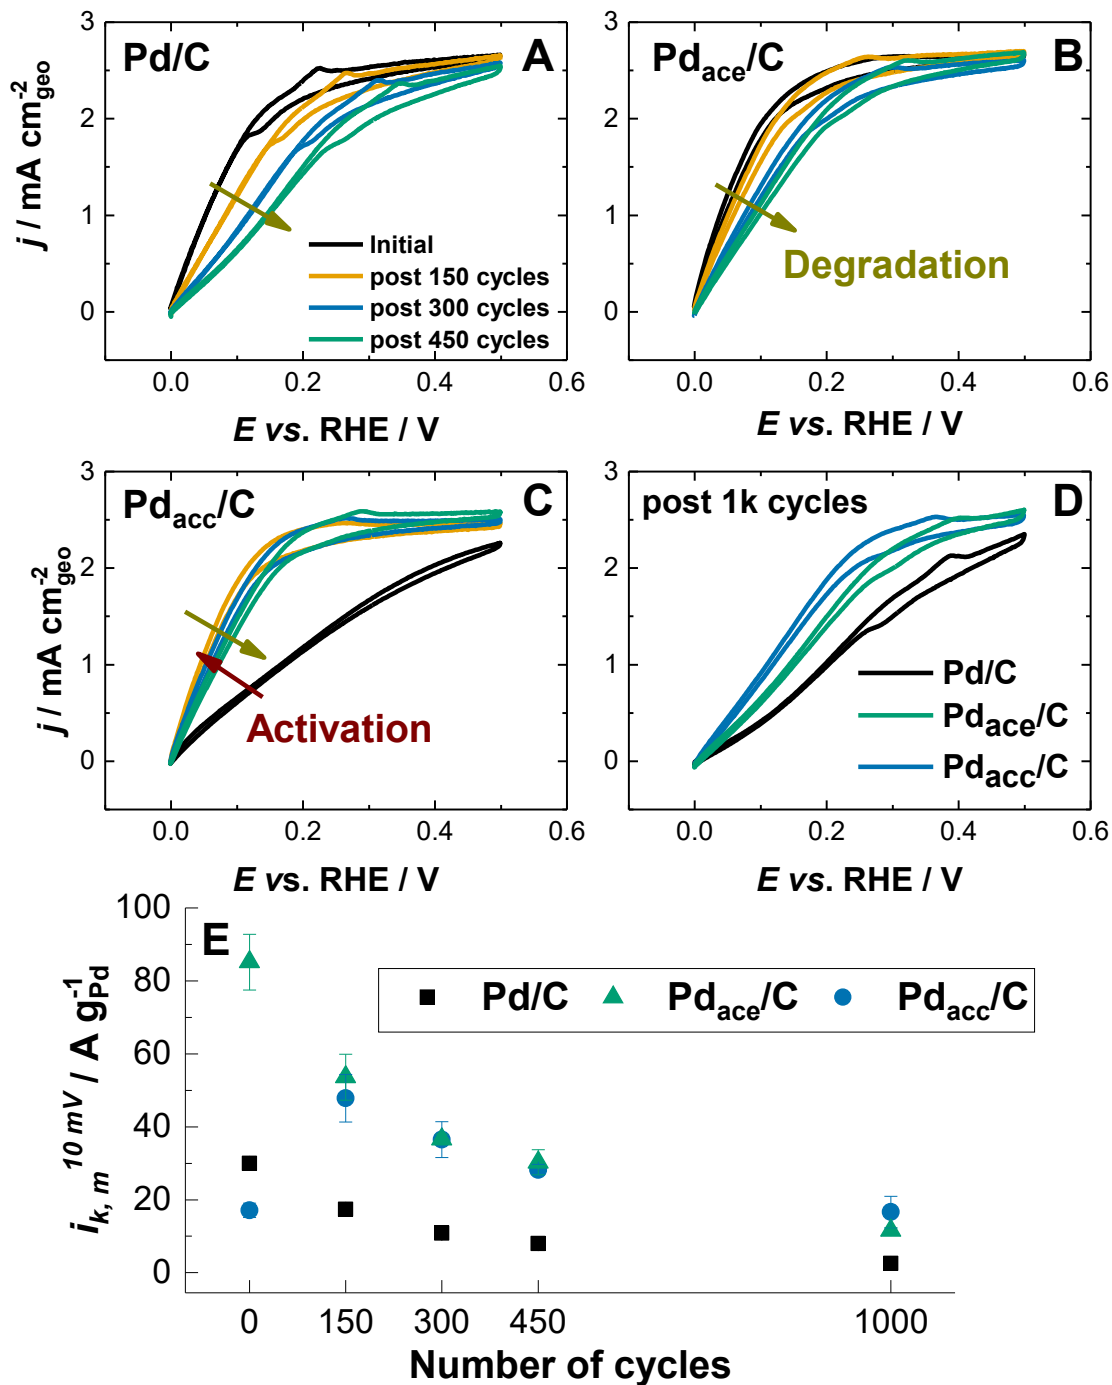 Pd/C
A
j / mA cm⁻²geo
3
2
1
0
Initial
post 150 cycles
post 300 cycles
post 450 cycles
0.0 0.2 0.4 0.6
E vs. RHE / V
Pdace/C
B
3
2
1
0
Degradation
0.0 0.2 0.4 0.6
E vs. RHE / V
Pdacc/C
C
j / mA cm⁻²geo
3
2
1
0
Activation
0.0 0.2 0.4 0.6
E vs. RHE / V
post 1k cycles
D
3
2
1
0
Pd/C
Pdace/C
Pdacc/C
0.0 0.2 0.4 0.6
E vs. RHE / V
E
i k, m 10 mV / A g⁻¹Pd
100
80
60
40
20
0
Pd/C Pdace/C Pdacc/C
0 150 300 450 1000
Number of cycles